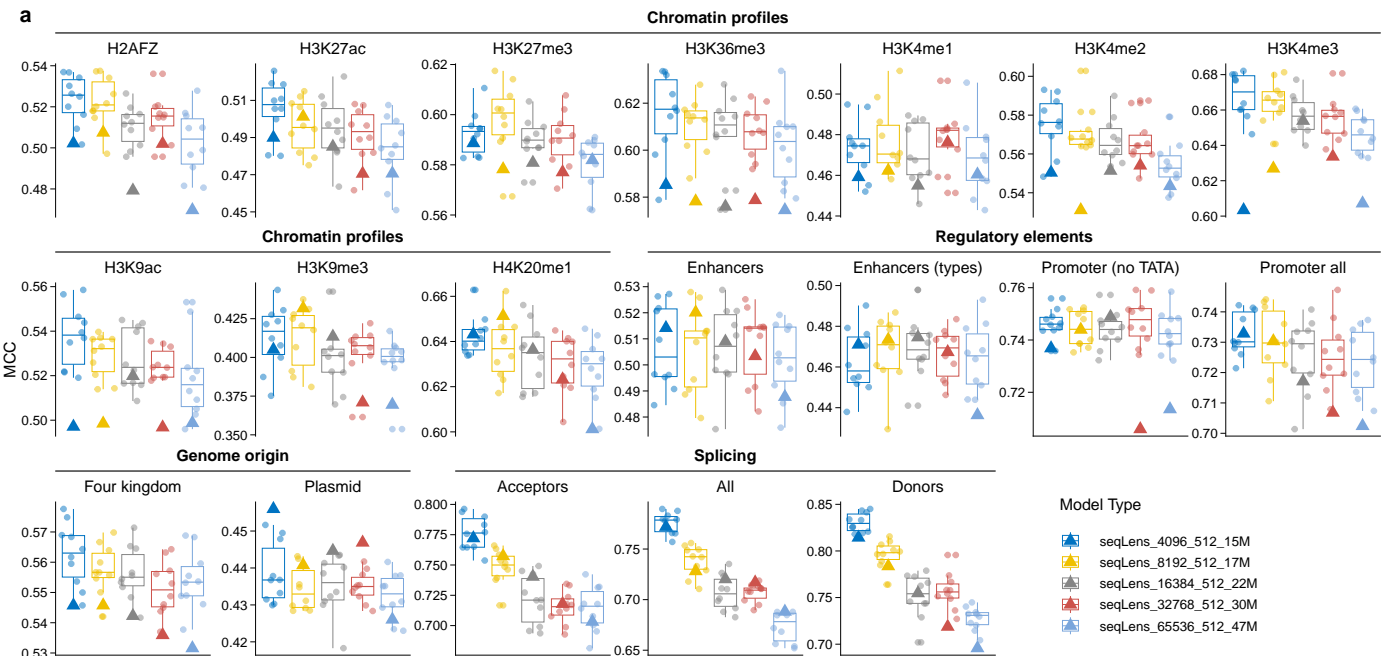 a
Chromatin profiles
H2AFZ H3K27ac H3K27me3 H3K36me3 H3K4me1 H3K4me2 H3K4me3
0.54 0.52 0.50 0.48
0.51 0.49 0.47 0.45
0.62 0.60 0.58 0.56
0.62 0.60 0.58
0.50 0.48 0.46 0.44
0.60 0.58 0.56 0.54
0.68 0.66 0.64 0.62 0.60
Chromatin profiles Regulatory elements
H3K9ac H3K9me3 H4K20me1 Enhancers Enhancers (types) Promoter (no TATA) Promoter all
MCC
0.56 0.54 0.52 0.50
0.425 0.400 0.375 0.350
0.66 0.64 0.62 0.60
0.53 0.52 0.51 0.50 0.49 0.48
0.50 0.48 0.46 0.44
0.76 0.74 0.72
0.74 0.73 0.72 0.71 0.70
Genome origin Splicing
Four kingdom Plasmid Acceptors All Donors
0.57 0.56 0.55 0.54 0.53
0.45 0.44 0.43 0.42
0.800 0.775 0.750 0.725 0.700
0.75 0.70 0.65
0.85 0.80 0.75 0.70
Model Type
seqLens_4096_512_15M
seqLens_8192_512_17M
seqLens_16384_512_22M
seqLens_32768_512_30M
seqLens_65536_512_47M